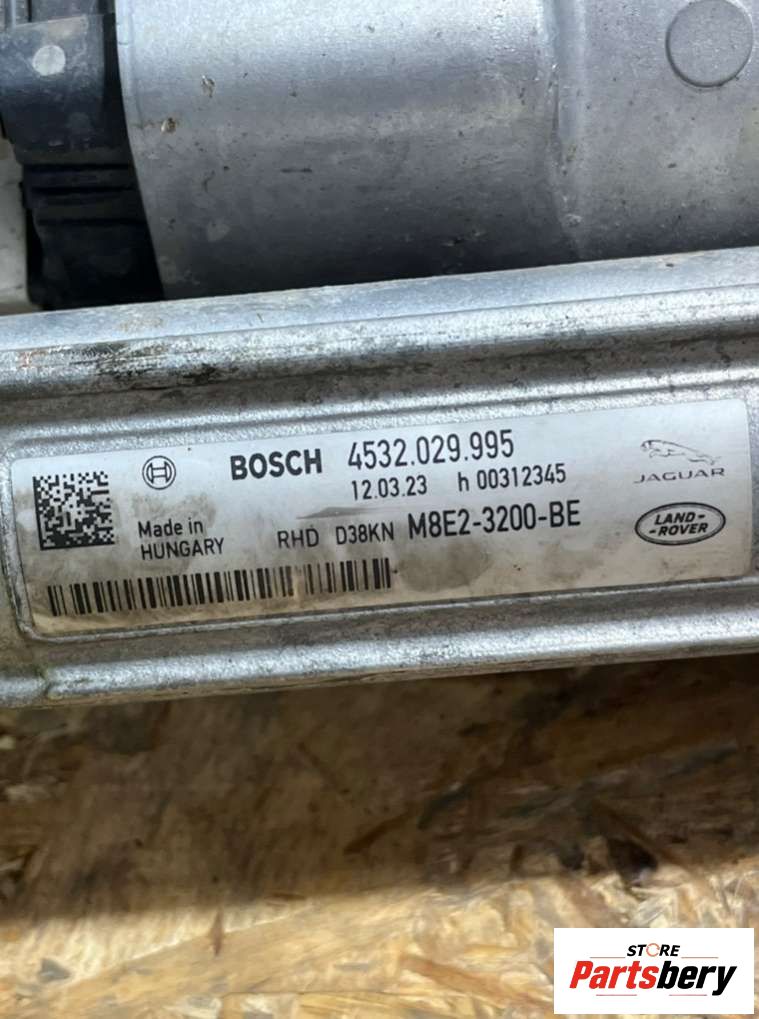 BOSCH 4532.029.995
12.03.23 h 00312345
JAGUAR
Made in
HUNGARY
RHD D38KN M8E2-3200-BE
LAND-
-ROVER
STORE
Partsbery